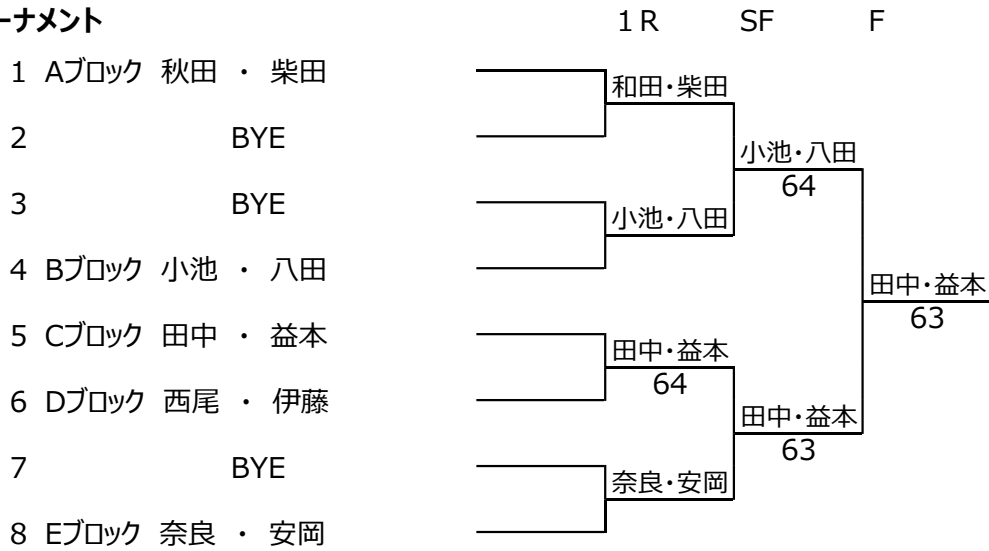 ーナメント 1R SF F
1 Aブロック 秋田 ・ 柴田
和田・柴田
2 BYE
小池・八田
64
3 BYE
小池・八田
4 Bブロック 小池 ・ 八田
田中・益本
63
5 Cブロック 田中 ・ 益本
田中・益本
64
6 Dブロック 西尾 ・ 伊藤
田中・益本
63
7 BYE
奈良・安岡
8 Eブロック 奈良 ・ 安岡